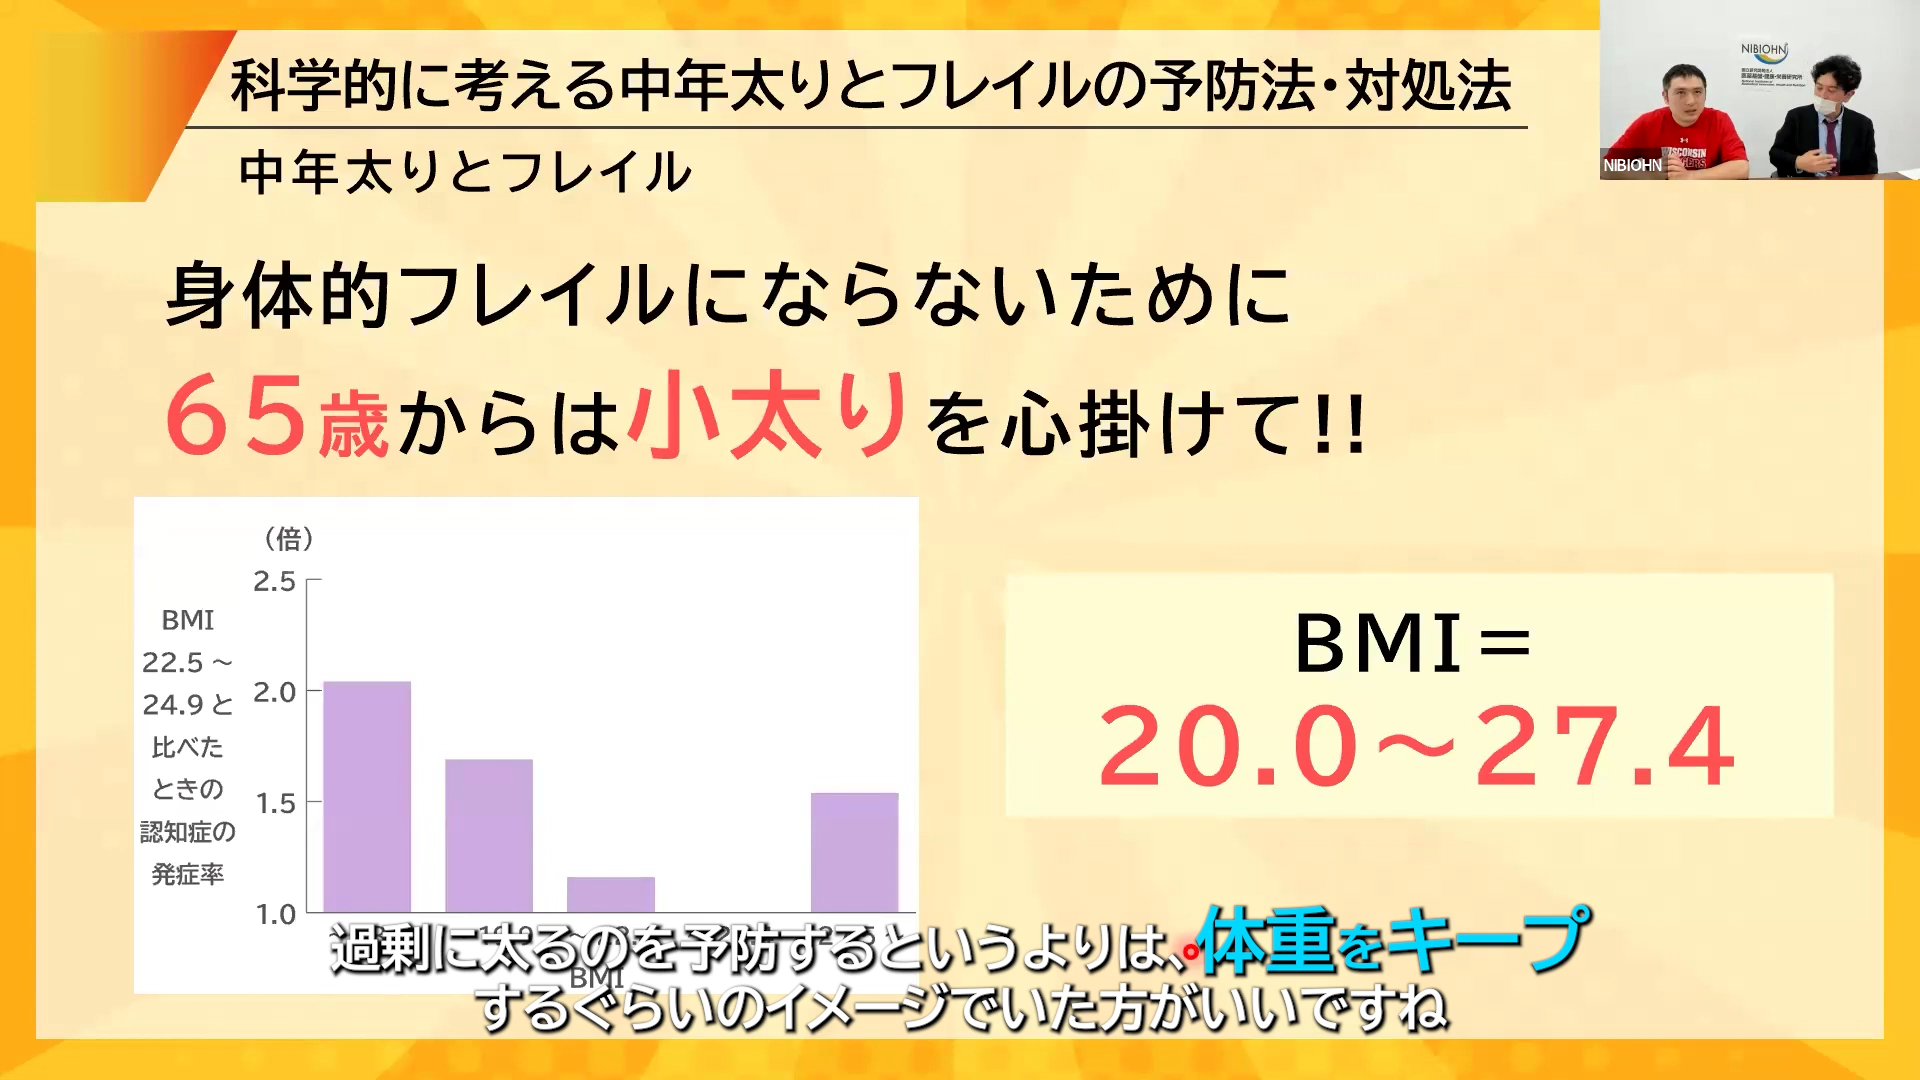 科学的に考える中年太りとフレイルの予防法・対処法
中年太りとフレイル
NIBIOHN
WISCONSIN
NIBIOHN
身体的フレイルにならないために
65歳からは小太りを心掛けて!!
（倍）
2.5
2.0
1.5
1.0
BMI
22.5～
24.9と
比べた
ときの
認知症の
発症率
BMI
BMI＝
20.0～27.4
過剰に太るのを予防するというよりは、体重をキープ
するぐらいのイメージでいた方がいいですね